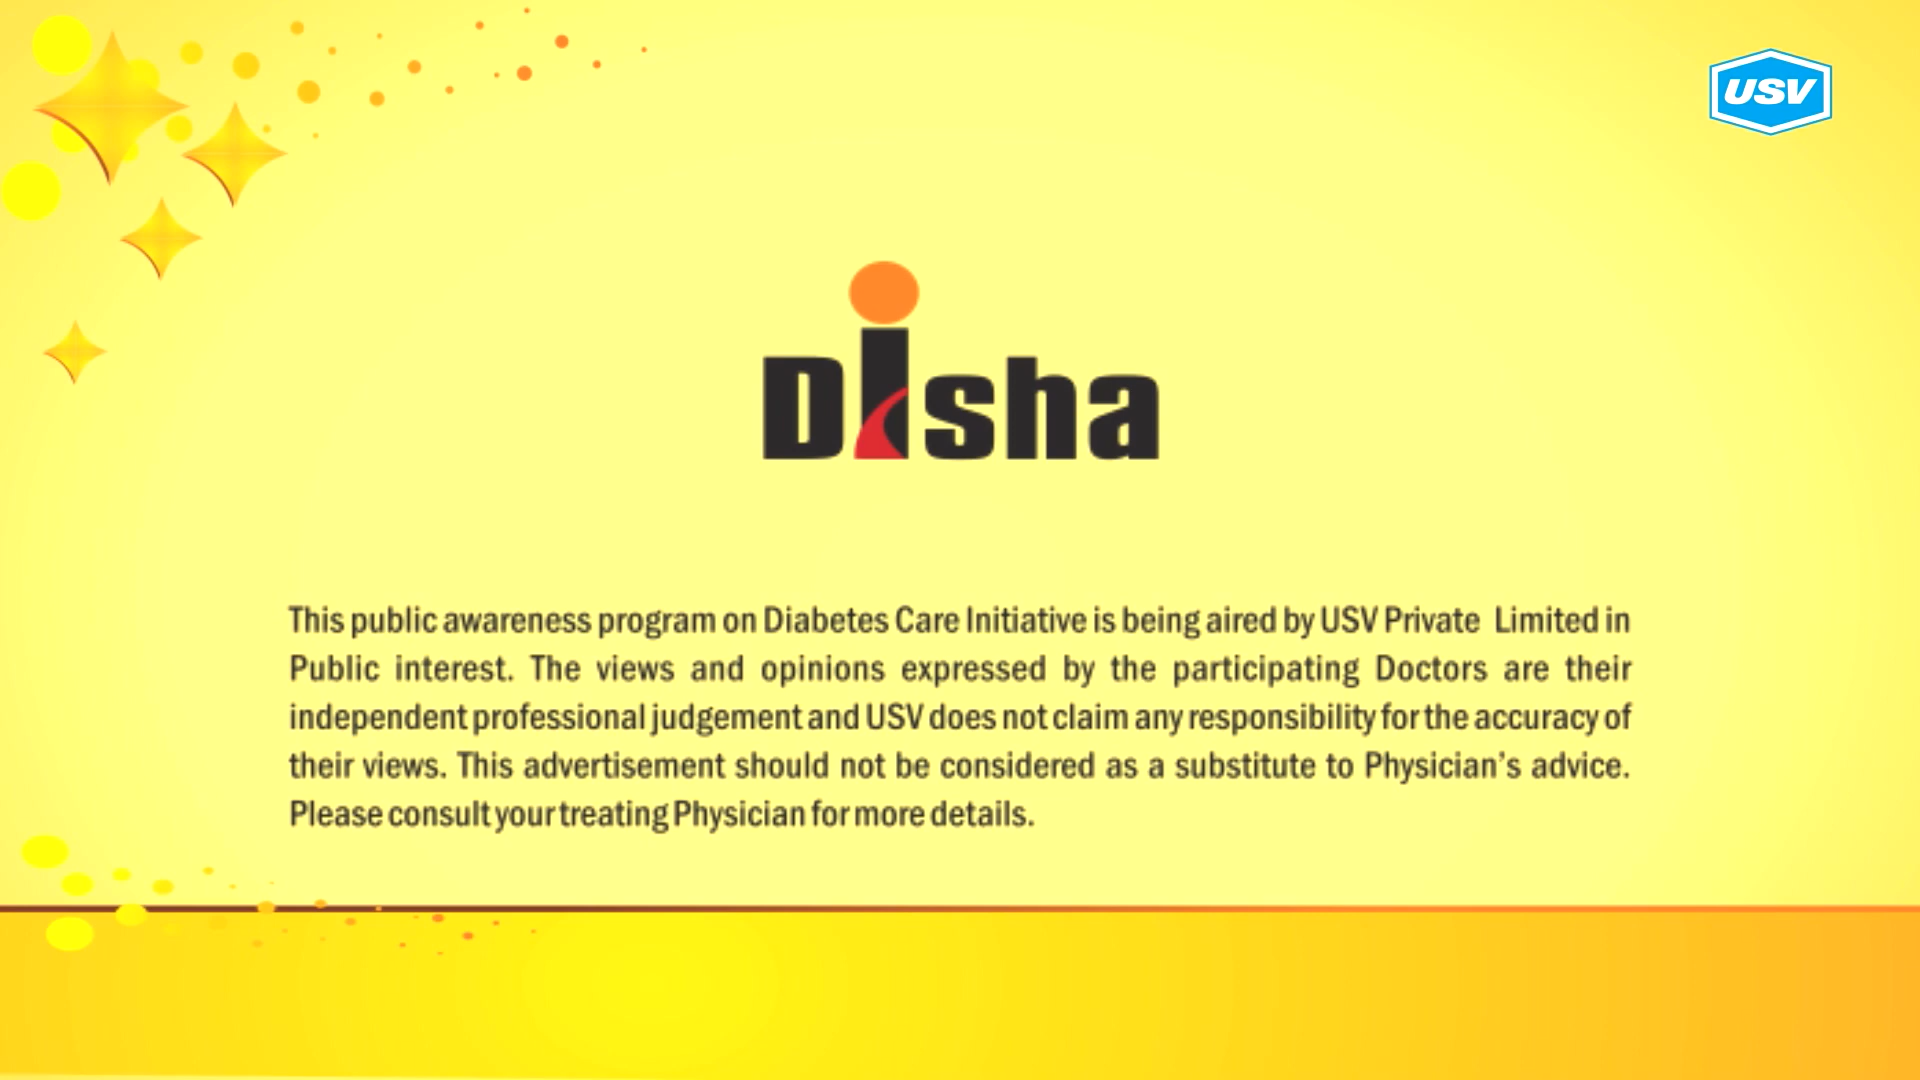 USV
Disha
This public awareness program on Diabetes Care Initiative is being aired by USV Private Limited in
Public interest. The views and opinions expressed by the participating Doctors are their
independent professional judgement and USV does not claim any responsibility for the accuracy of
their views. This advertisement should not be considered as a substitute to Physician’s advice.
Please consult your treating Physician for more details.